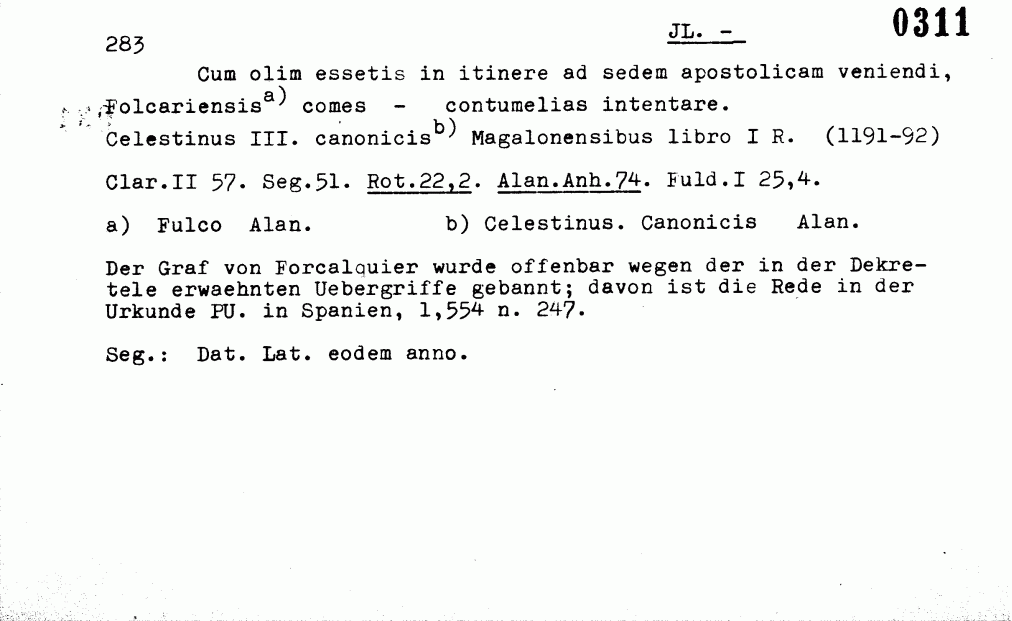 0311
283 JL. -
Cum olim essetis in itinere ad sedem apostolicam veniendi,
Folcariensis a) comes - contumelias intentare.
Celestinus III. canonicis b) Magalonensibus libro I R. (1191-92)
Clar.II 57. Seg.51. Rot.22,2. Alan.Anh.74. Fuld.I 25,4.
a) Fulco Alan. b) Celestinus. Canonicis Alan.
Der Graf von Forcalquier wurde offenbar wegen der in der Dekre-
tele erwaehnten Uebergriffe gebannt; davon ist die Rede in der
Urkunde PU. in Spanien, 1,554 n. 247.
Seg.: Dat. Lat. eodem anno.